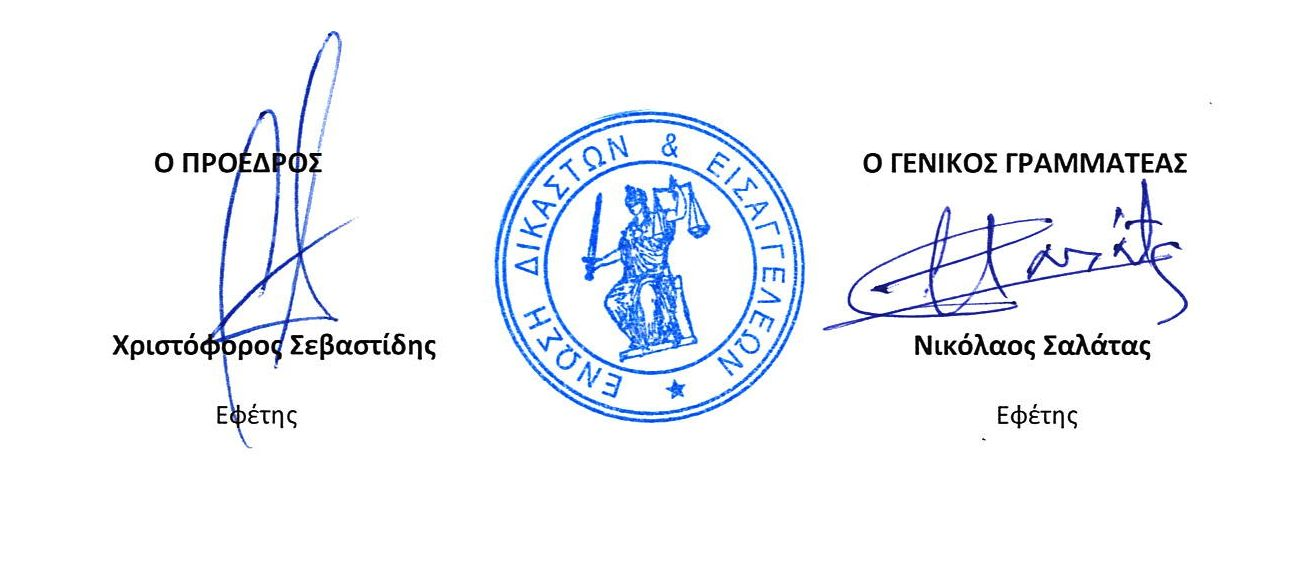 Ο ΠΡΟΕΔΡΟΣ
Χριστόφορος Σεβαστίδης
Εφέτης
ΕΝΩΣΗ ΔΙΚΑΣΤΩΝ & ΕΙΣΑΓΓΕΛΕΩΝ
Ο ΓΕΝΙΚΟΣ ΓΡΑΜΜΑΤΕΑΣ
Νικόλαος Σαλάτας
Εφέτης